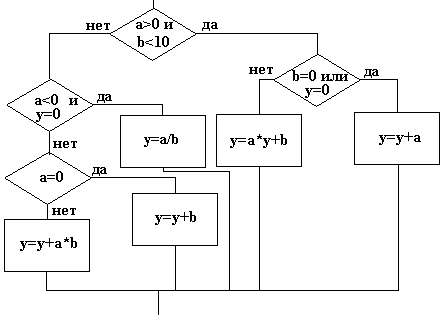 a>0 и
b<10
нет
да
b=0 или
y=0
нет
да
a<0 и
y=0
да
нет
y=a/b
y=a*y+b
y=y+a
a=0
да
нет
y=y+b
y=y+a*b